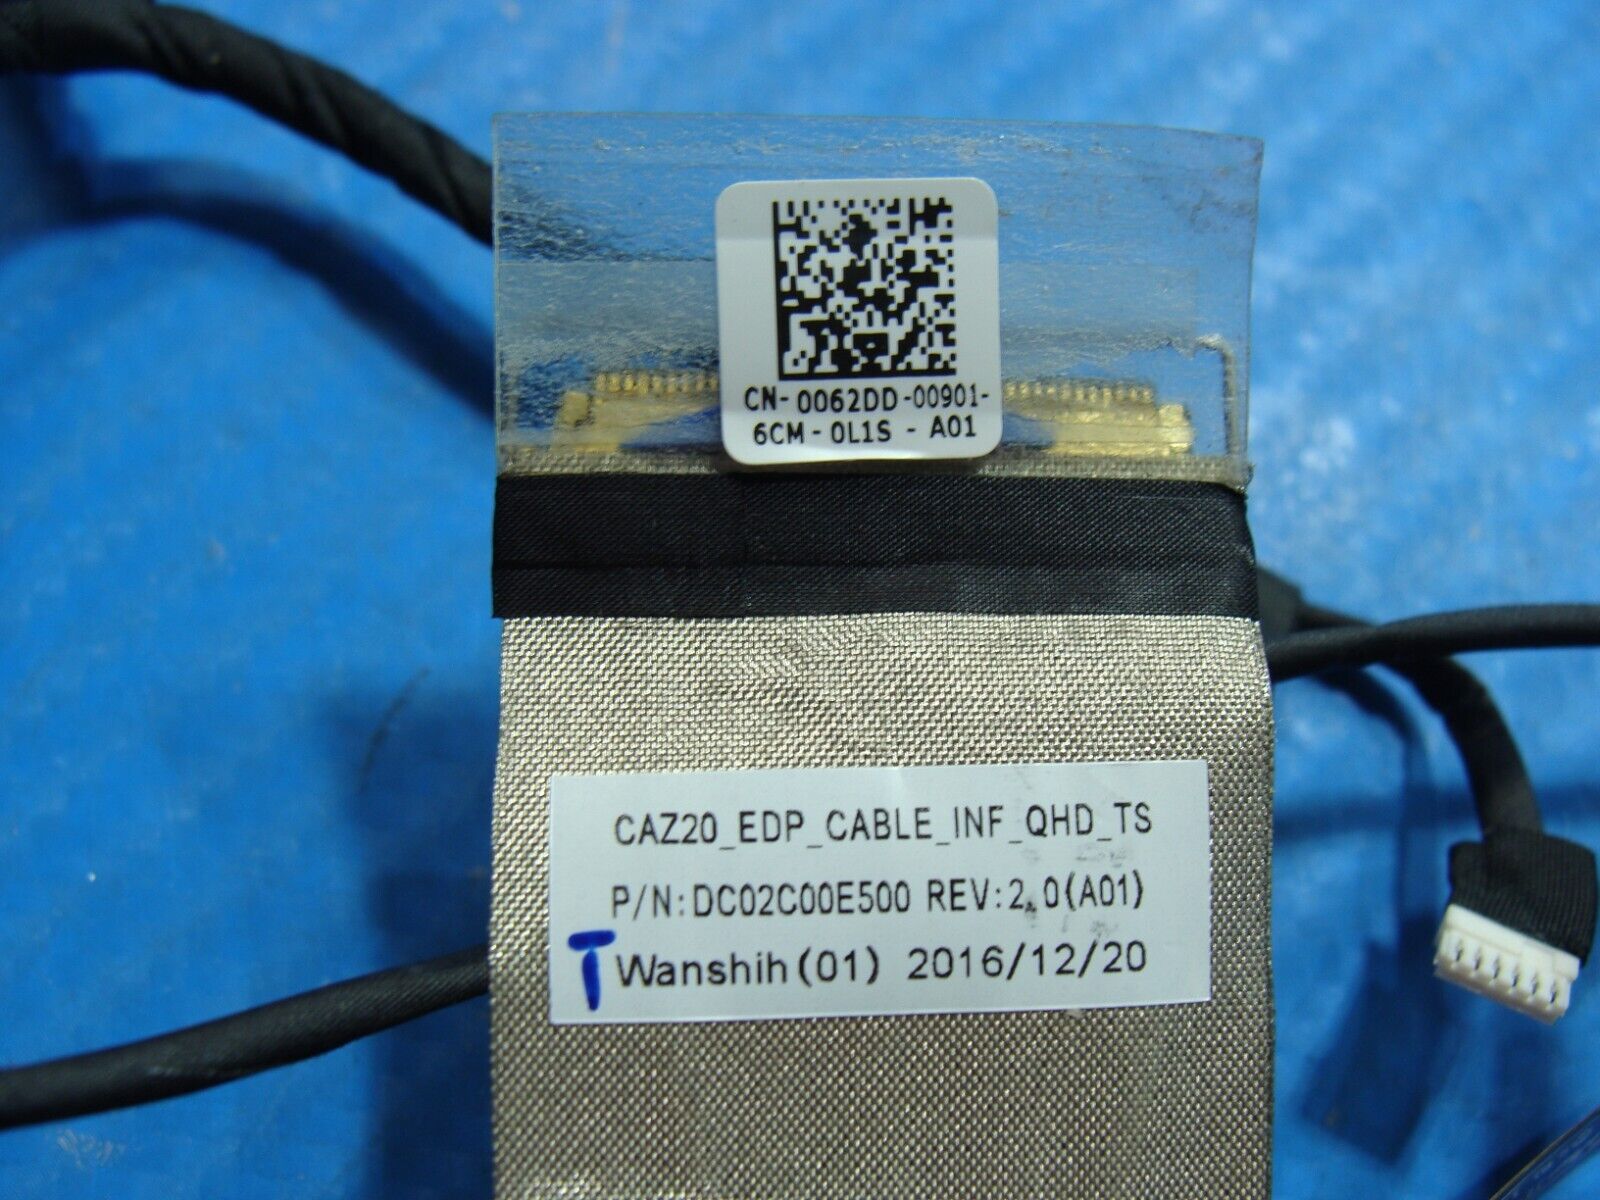 CN-0062DD-00901-
6CM-0L1S-A01
CAZ20_EDP_CABLE_INF_QHD_TS
P/N:DC02C00E500 REV:2.0(A01)
T Wanshih(01) 2016/12/20